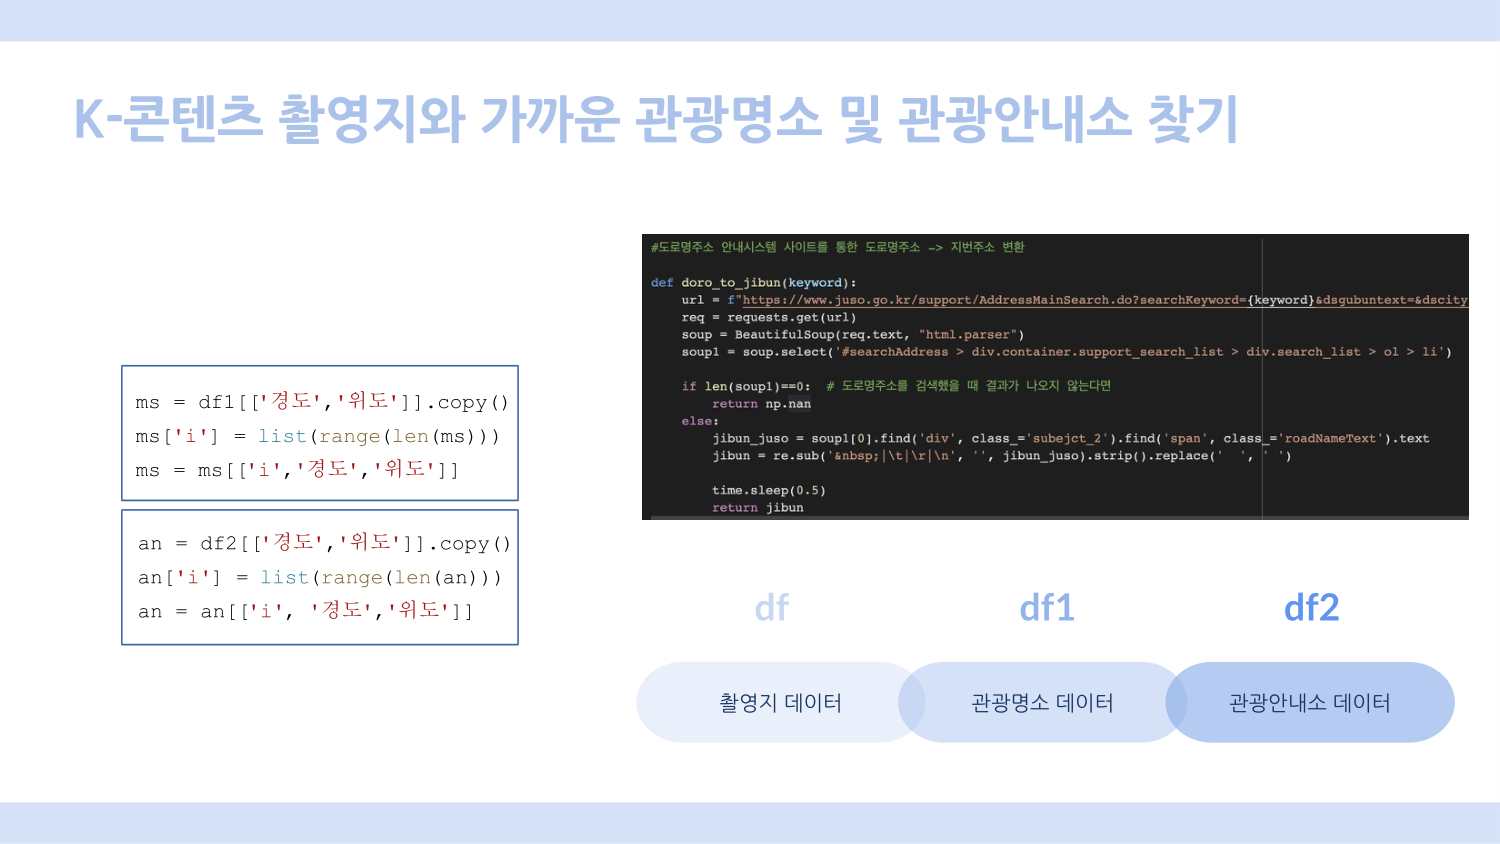 K-콘텐츠 촬영지와 가까운 관광명소 및 관광안내소 찾기
ms = df1[['경도','위도']].copy()
ms['i'] = list(range(len(ms)))
ms = ms[['i','경도','위도']]
an = df2[['경도','위도']].copy()
an['i'] = list(range(len(an)))
an = an[['i', '경도','위도']]
#도로명주소 안내시스템 사이트를 통한 도로명주소 -> 지번주소 변환
def doro_to_jibun(keyword):
url = f"https://www.juso.go.kr/support/AddressMainSearch.do?searchKeyword={keyword}&dsgubuntext=&dscity
req = requests.get(url)
soup = BeautifulSoup(req.text, "html.parser")
soup1 = soup.select('#searchAddress > div.container.support_search_list > div.search_list > ol > li')
if len(soup1)==0: # 도로명주소를 검색했을 때 결과가 나오지 않는다면
return np.nan
else:
jibun_juso = soup1[0].find('div', class_='subejct_2').find('span', class_='roadNameText').text
jibun = re.sub('&nbsp;|\t|\r|\n', '', jibun_juso).strip().replace('  ', ' ')
time.sleep(0.5)
return jibun
df
df1
df2
촬영지 데이터
관광명소 데이터
관광안내소 데이터